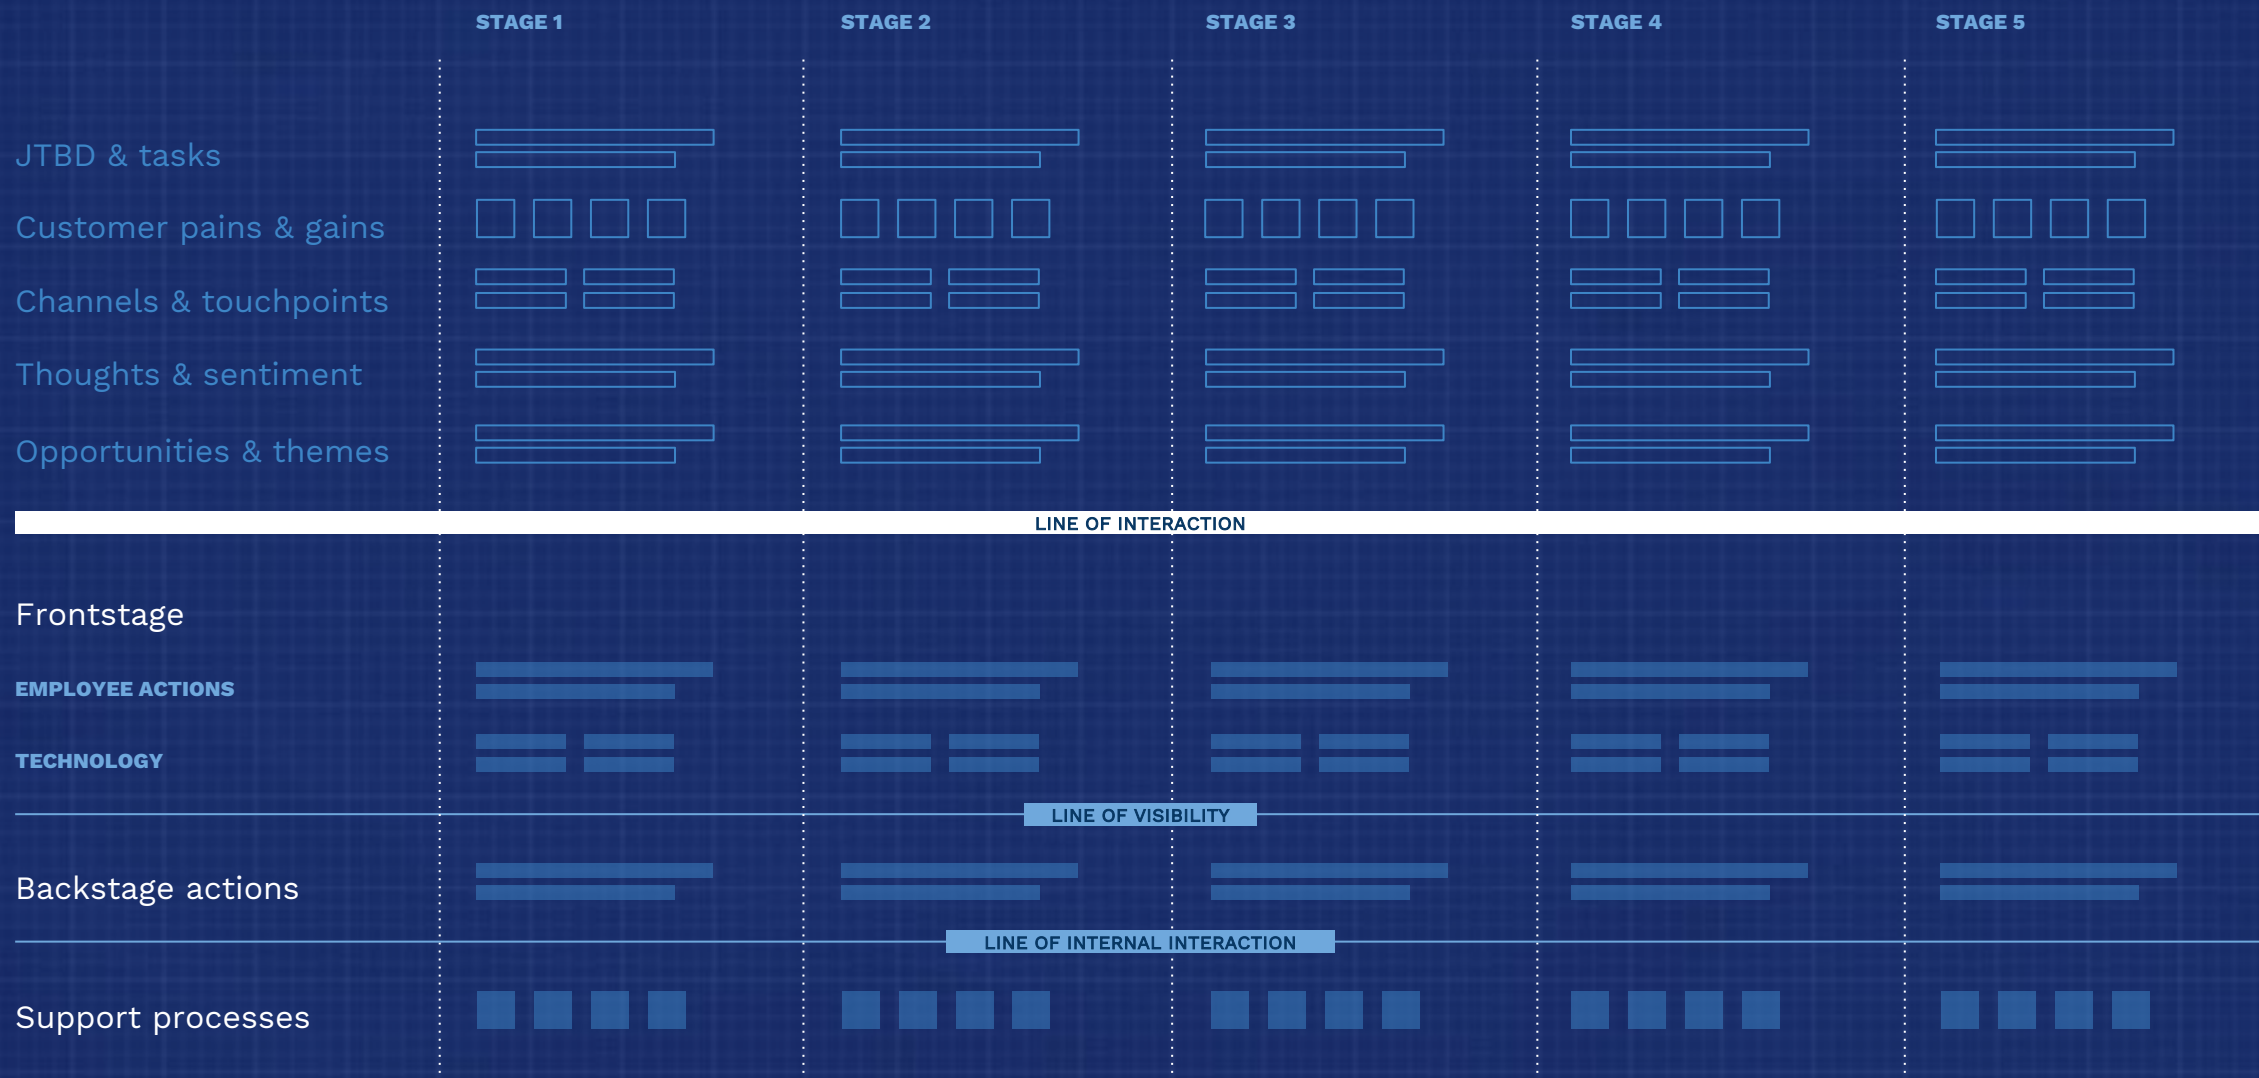 STAGE 1
STAGE 2
STAGE 3
STAGE 4
STAGE 5
JTBD & tasks
Customer pains & gains
Channels & touchpoints
Thoughts & sentiment
Opportunities & themes
LINE OF INTERACTION
Frontstage
EMPLOYEE ACTIONS
TECHNOLOGY
LINE OF VISIBILITY
Backstage actions
LINE OF INTERNAL INTERACTION
Support processes